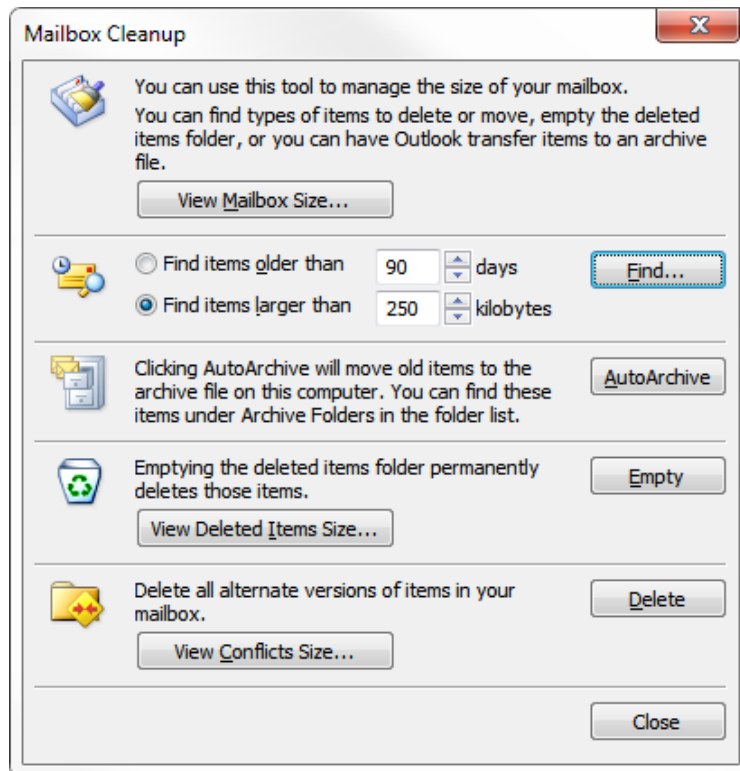 Mailbox Cleanup
You can use this tool to manage the size of your mailbox.
You can find types of items to delete or move, empty the deleted
items folder, or you can have Outlook transfer items to an archive
file.
View Mailbox Size...
Find items older than 90 days Find...
Find items larger than 250 kilobytes
Clicking AutoArchive will move old items to the
archive file on this computer. You can find these
items under Archive Folders in the folder list.
AutoArchive
Emptying the deleted items folder permanently
deletes those items.
Empty
View Deleted Items Size...
Delete all alternate versions of items in your
mailbox.
Delete
View Conflicts Size...
Close